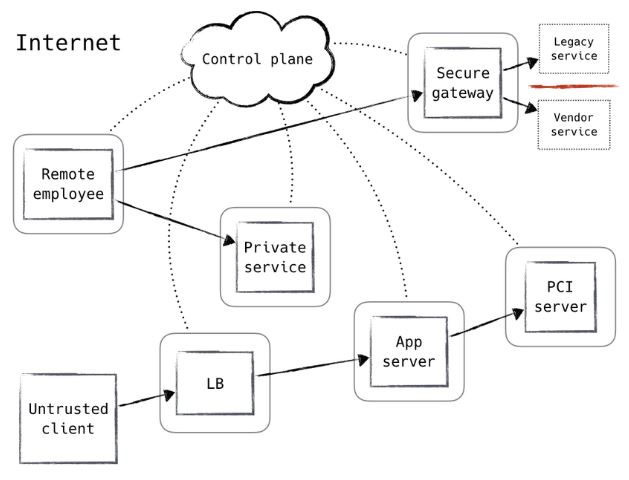 Internet
Control plane
Secure
gateway
Legacy
service
Vendor
service
Remote
employee
Private
service
PCI
server
App
server
LB
Untrusted
client